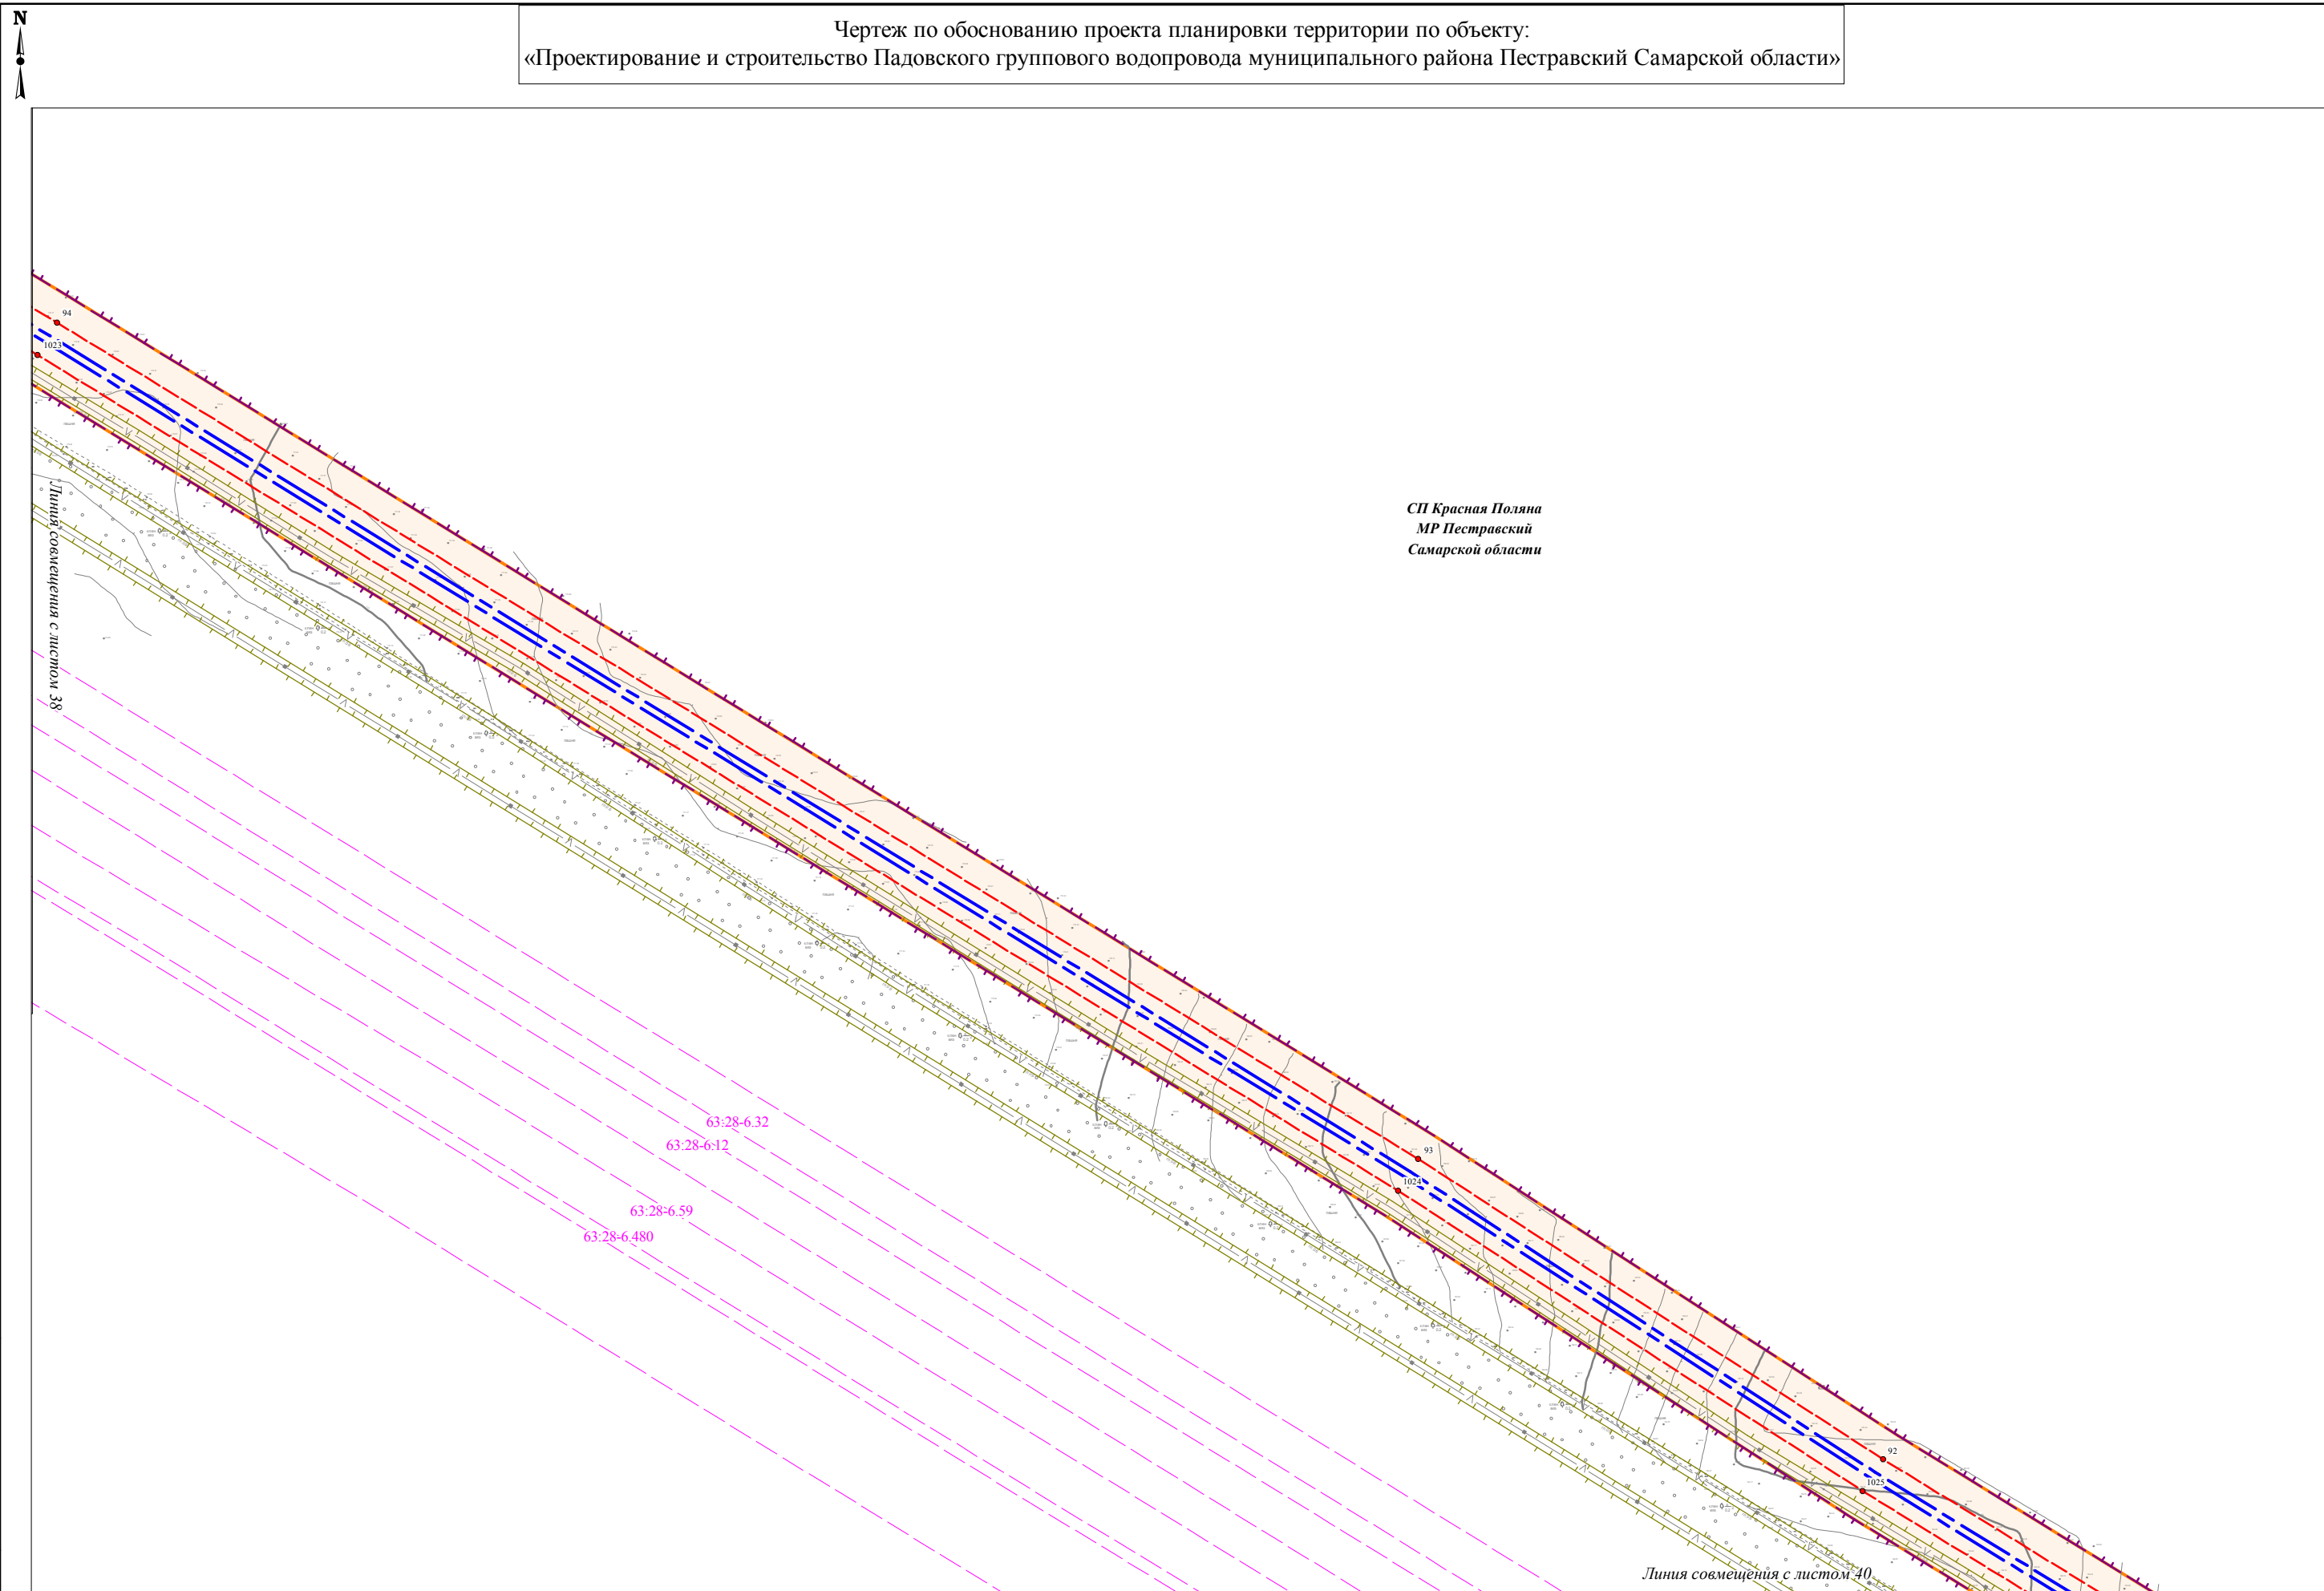 N
Чертеж по обоснованию проекта планировки территории по объекту:
«Проектирование и строительство Падовского группового водопровода муниципального района Пестравский Самарской области»
94
1023
Линия совмещения с листом 38
СП Красная Поляна
МР Пестравский
Самарской области
63:28-6.32
63:28-6.12
63:28-6.59
63:28-6.480
93
1024
92
1025
Линия совмещения с листом 40